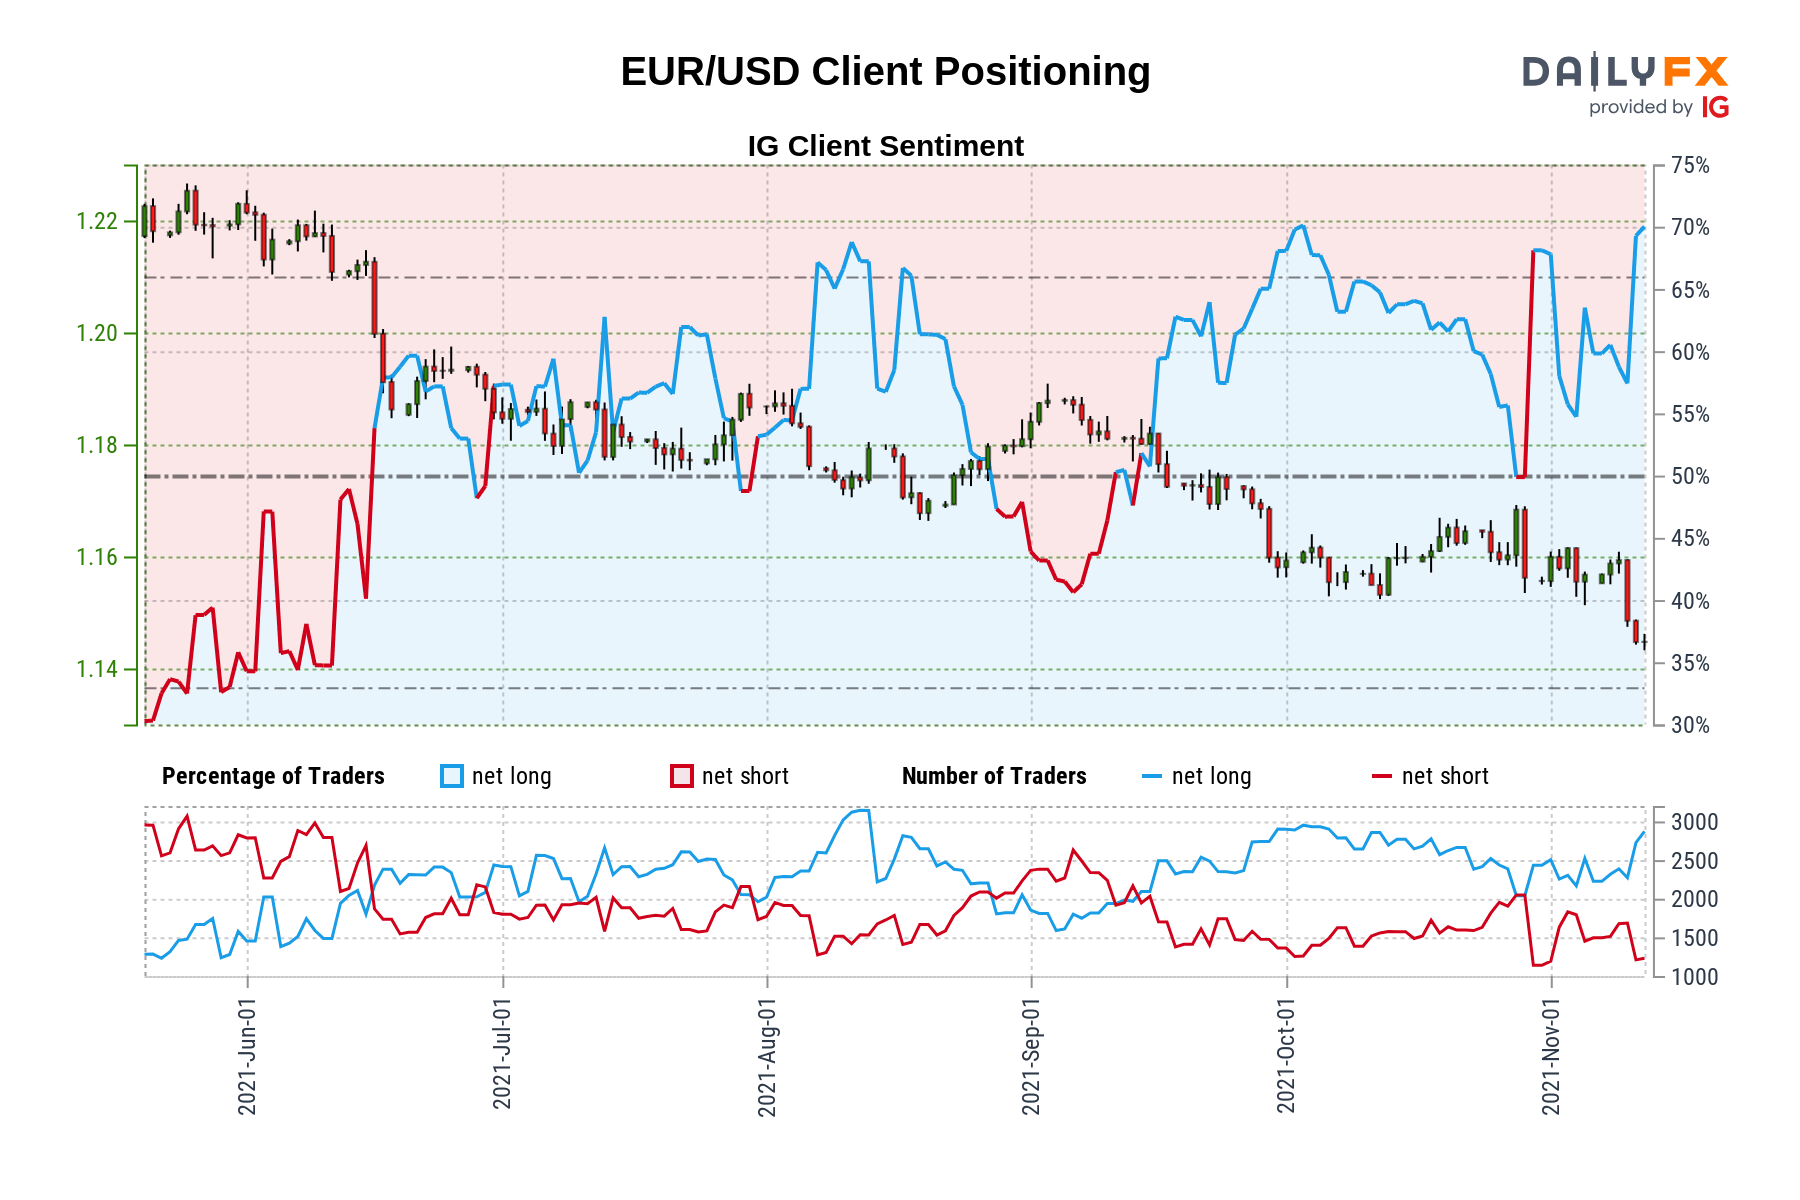 EUR/USD Client Positioning
DAILYFX
provided by IG
IG Client Sentiment
75%
1.22
70%
65%
1.20
60%
55%
1.18
50%
45%
1.16
40%
1.14
35%
30%
Percentage of Traders net long net short Number of Traders net long net short
3000
2500
2000
1500
1000
2021-Jun-01
2021-Jul-01
2021-Aug-01
2021-Sep-01
2021-Oct-01
2021-Nov-01